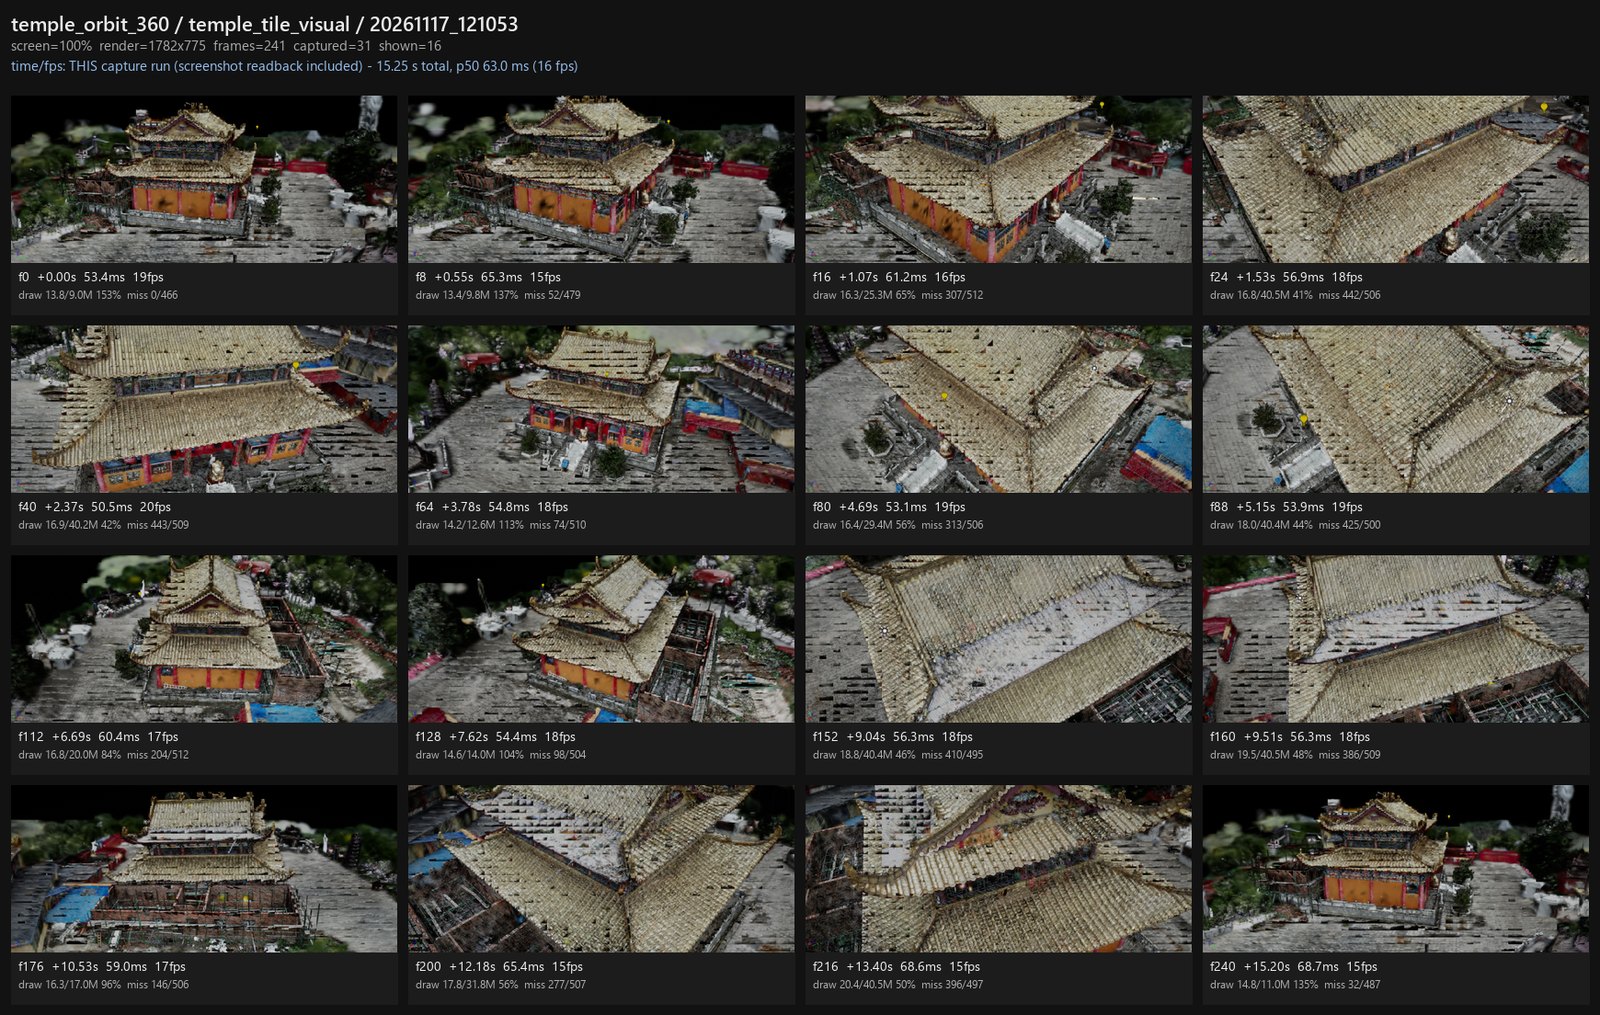 temple_orbit_360 / temple_tile_visual / 20261117_121053
screen=100%  render=1782x775  frames=241  captured=31  shown=16
time/fps: THIS capture run (screenshot readback included) - 15.25 s total, p50 63.0 ms (16 fps)
f0  +0.00s  53.4ms  19fps
draw 13.8/9.0M 153%  miss 0/466
f8  +0.55s  65.3ms  15fps
draw 13.4/9.8M 137%  miss 52/479
f16  +1.07s  61.2ms  16fps
draw 16.3/25.3M 65%  miss 307/512
f24  +1.53s  56.9ms  18fps
draw 16.8/40.5M 41%  miss 442/506
f40  +2.37s  50.5ms  20fps
draw 16.9/40.2M 42%  miss 443/509
f64  +3.78s  54.8ms  18fps
draw 14.2/12.6M 113%  miss 74/510
f80  +4.69s  53.1ms  19fps
draw 16.4/29.4M 56%  miss 313/506
f88  +5.15s  53.9ms  19fps
draw 18.0/40.4M 44%  miss 425/500
f112  +6.69s  60.4ms  17fps
draw 16.8/20.0M 84%  miss 204/512
f128  +7.62s  54.4ms  18fps
draw 14.6/14.0M 104%  miss 98/504
f152  +9.04s  56.3ms  18fps
draw 18.8/40.4M 46%  miss 410/495
f160  +9.51s  56.3ms  18fps
draw 19.5/40.5M 48%  miss 386/509
f176  +10.53s  59.0ms  17fps
draw 16.3/17.0M 96%  miss 146/506
f200  +12.18s  65.4ms  15fps
draw 17.8/31.8M 56%  miss 277/507
f216  +13.40s  68.6ms  15fps
draw 20.4/40.5M 50%  miss 396/497
f240  +15.20s  68.7ms  15fps
draw 14.8/11.0M 135%  miss 32/487